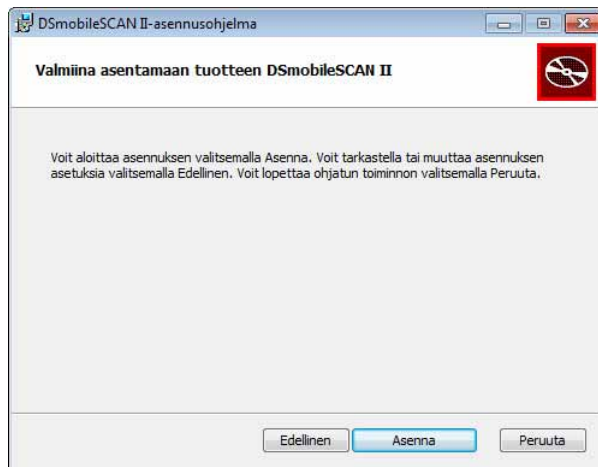 DSmobileSCAN II-asennusohjelma
Valmiina asentamaan tuotteen DSmobileSCAN II
Voit aloittaa asennuksen valitsemalla Asenna. Voit tarkastella tai muuttaa asennuksen
asetuksia valitsemalla Edellinen. Voit lopettaa ohjatun toiminnon valitsemalla Peruuta.
Edellinen
Asenna
Peruuta